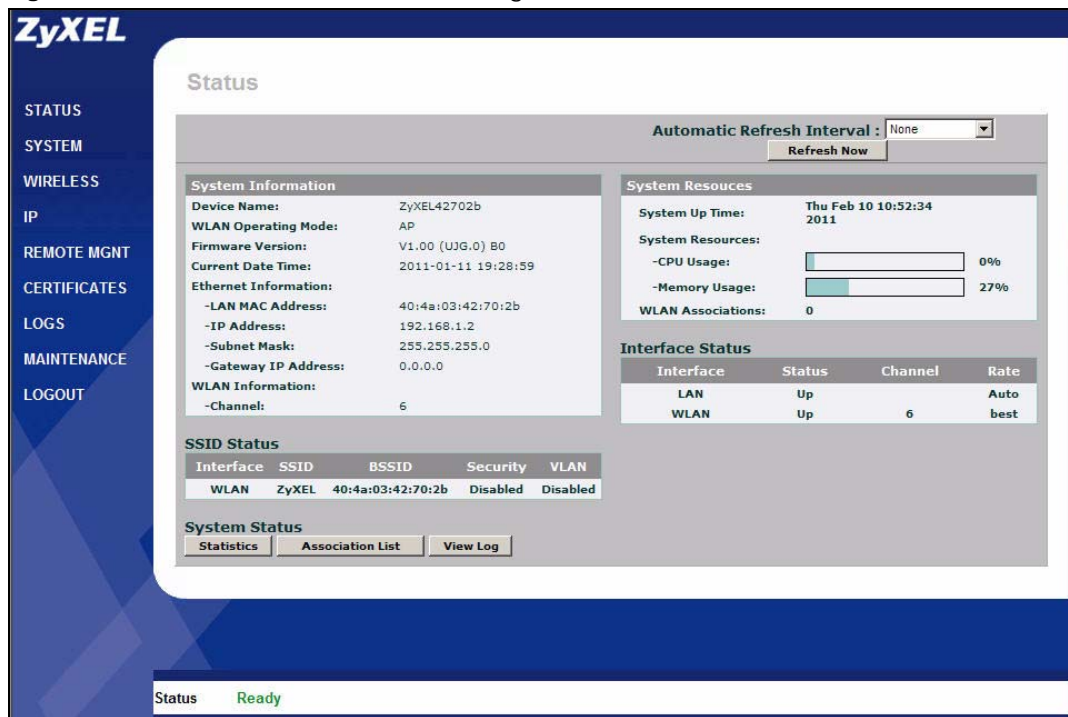 ZyXEL
Status
STATUS
SYSTEM
WIRELESS
IP
REMOTE MGNT
CERTIFICATES
LOGS
MAINTENANCE
LOGOUT
Automatic Refresh Interval : None
Refresh Now
System Information
Device Name: ZyXEL42702b
WLAN Operating Mode: AP
Firmware Version: V1.00 (UJG.0) B0
Current Date Time: 2011-01-11 19:28:59
Ethernet Information:
-LAN MAC Address: 40:4a:03:42:70:2b
-IP Address: 192.168.1.2
-Subnet Mask: 255.255.255.0
-Gateway IP Address: 0.0.0.0
WLAN Information:
-Channel: 6
SSID Status
Interface SSID BSSID Security VLAN
WLAN ZyXEL 40:4a:03:42:70:2b Disabled Disabled
System Status
Statistics Association List View Log
System Resouces
System Up Time: Thu Feb 10 10:52:34
2011
System Resources:
-CPU Usage: 0%
-Memory Usage: 27%
WLAN Associations: 0
Interface Status
Interface Status Channel Rate
LAN Up Auto
WLAN Up 6 best
Status Ready